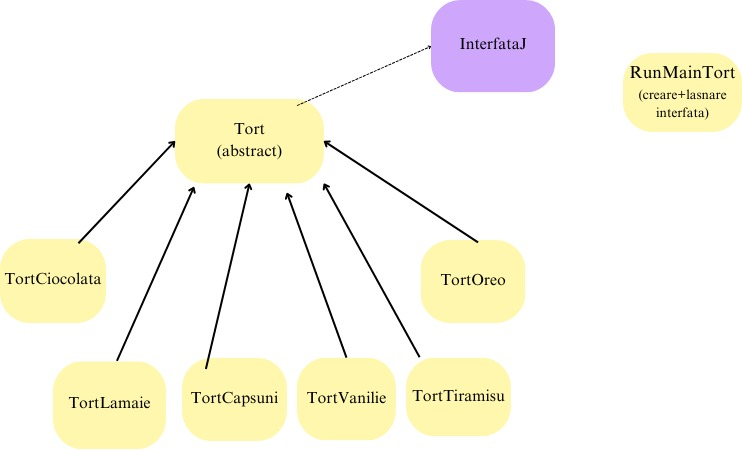 InterfataJ
RunMainTort
(creare+lasnare
interfata)
Tort
(abstract)
TortCiocolata
TortOreo
TortLamaie
TortCapsuni
TortVanilie
TortTiramisu